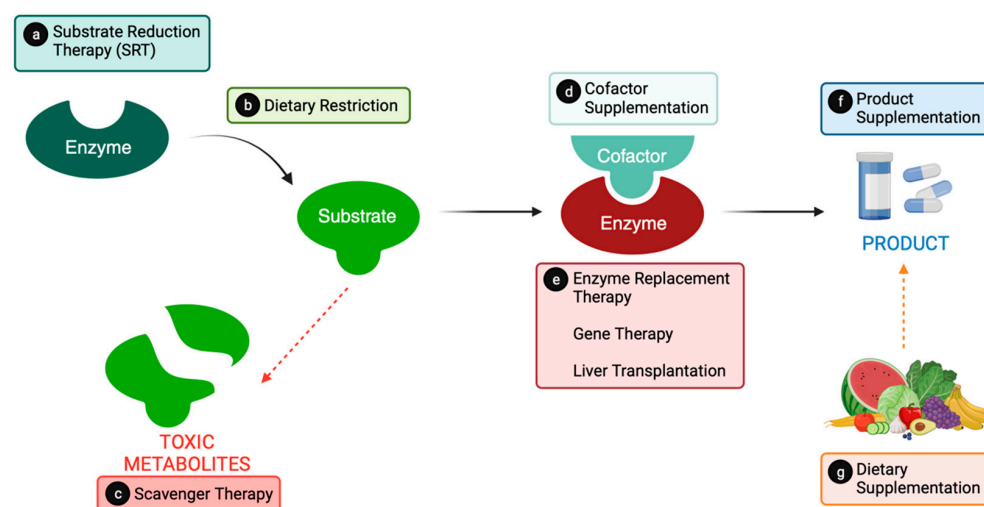 a Substrate Reduction
Therapy (SRT)
Enzyme
b Dietary Restriction
Substrate
TOXIC
METABOLITES
c Scavenger Therapy
d Cofactor
Supplementation
Cofactor
Enzyme
e Enzyme Replacement
Therapy
Gene Therapy
Liver Transplantation
f Product
Supplementation
PRODUCT
g Dietary
Supplementation